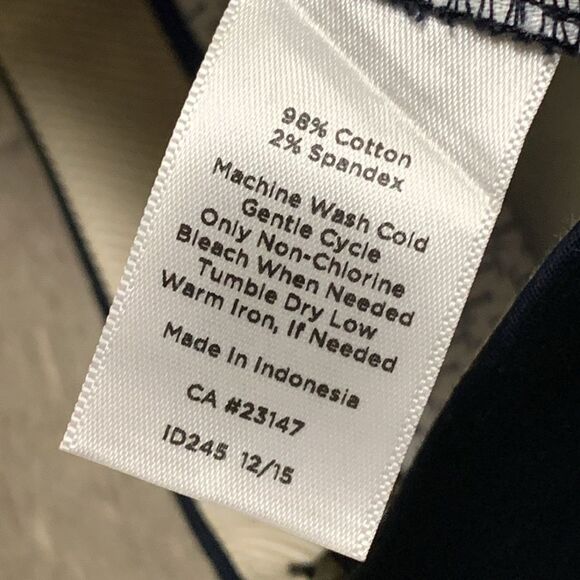 98% Cotton
2% Spandex
Machine Wash Cold
Gentle Cycle
Only Non-Chlorine
Bleach When Needed
Tumble Dry Low
Warm Iron, If Needed
Made In Indonesia
CA #23147
ID245 12/15